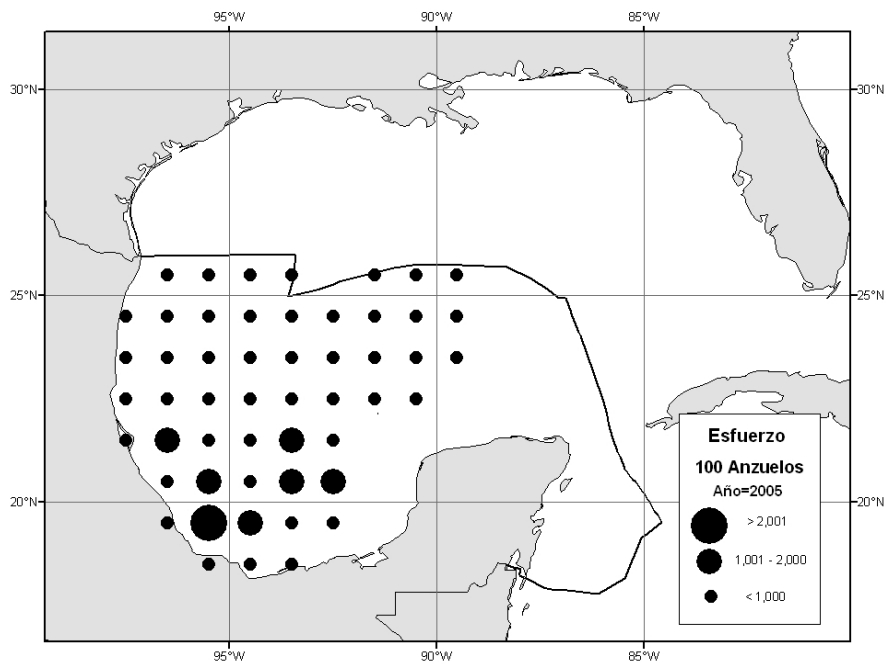 95°W 90°W 85°W
30°N 30°N
25°N 25°N
Esfuerzo
100 Anzuelos
Año=2005
20°N 20°N
> 2,001
1,001 - 2,000
< 1,000
95°W 90°W 85°W